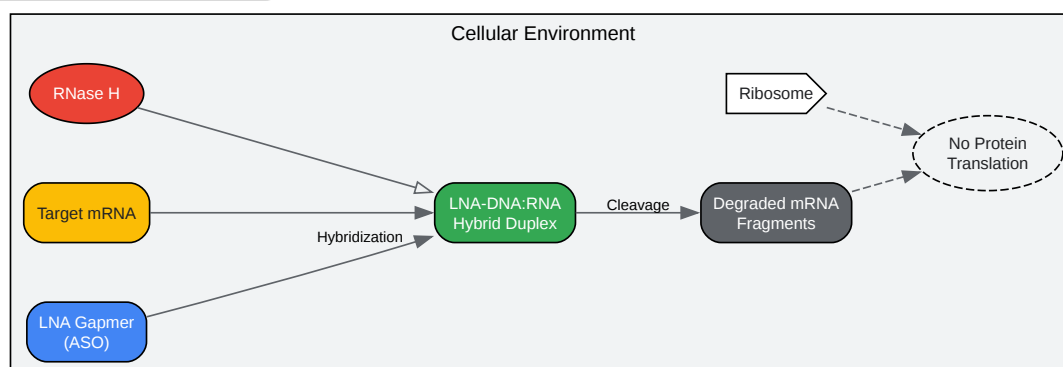 Cellular Environment
RNase H
Ribosome
No Protein
Translation
Target mRNA
LNA-DNA:RNA
Hybrid Duplex
Cleavage
Degraded mRNA
Fragments
Hybridization
LNA Gapmer
(ASO)